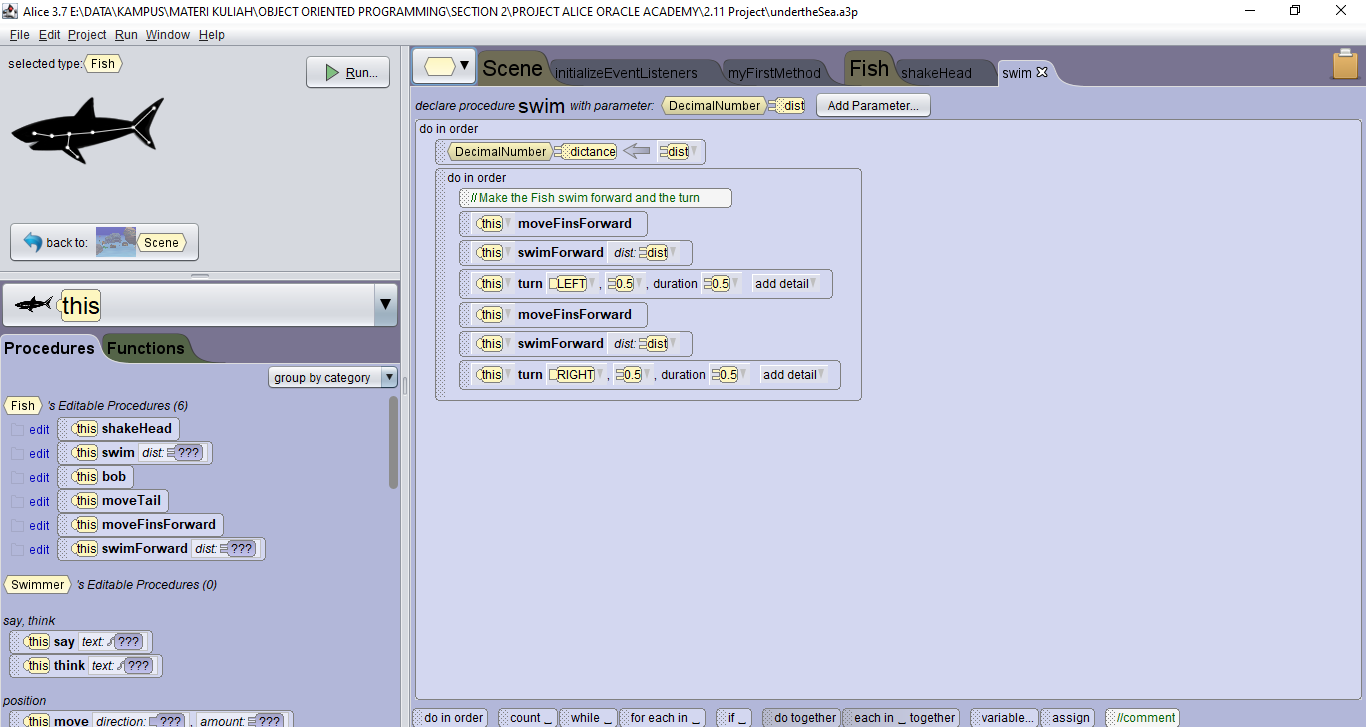 Alice 3.7 E:\DATA\KAMPUS\MATERI KULIAH\OBJECT ORIENTED PROGRAMMING\SECTION 2\PROJECT ALICE ORACLE ACADEMY\2.11 Project\undertheSea.a3p
File Edit Project Run Window Help
selected type: Fish
Run...
back to: Scene
this
Procedures Functions
group by category
Fish 's Editable Procedures (6)
edit this shakeHead
edit this swim dist: ???
edit this bob
edit this moveTail
edit this moveFinsForward
edit this swimForward dist: ???
Swimmer 's Editable Procedures (0)
say, think
this say text: ???
this think text: ???
position
this move direction: ??? , amount: ???
Scene initializeEventListeners myFirstMethod Fish shakeHead swim
declare procedure swim with parameter: DecimalNumber dist Add Parameter...
do in order
DecimalNumber dictance dist
do in order
// Make the Fish swim forward and the turn
this moveFinsForward
this swimForward dist: dist
this turn LEFT , 0.5 , duration 0.5 add detail
this moveFinsForward
this swimForward dist: dist
this turn RIGHT , 0.5 , duration 0.5 add detail
do in order count _ while _ for each in _ if _ do together each in _ together variable... assign //comment